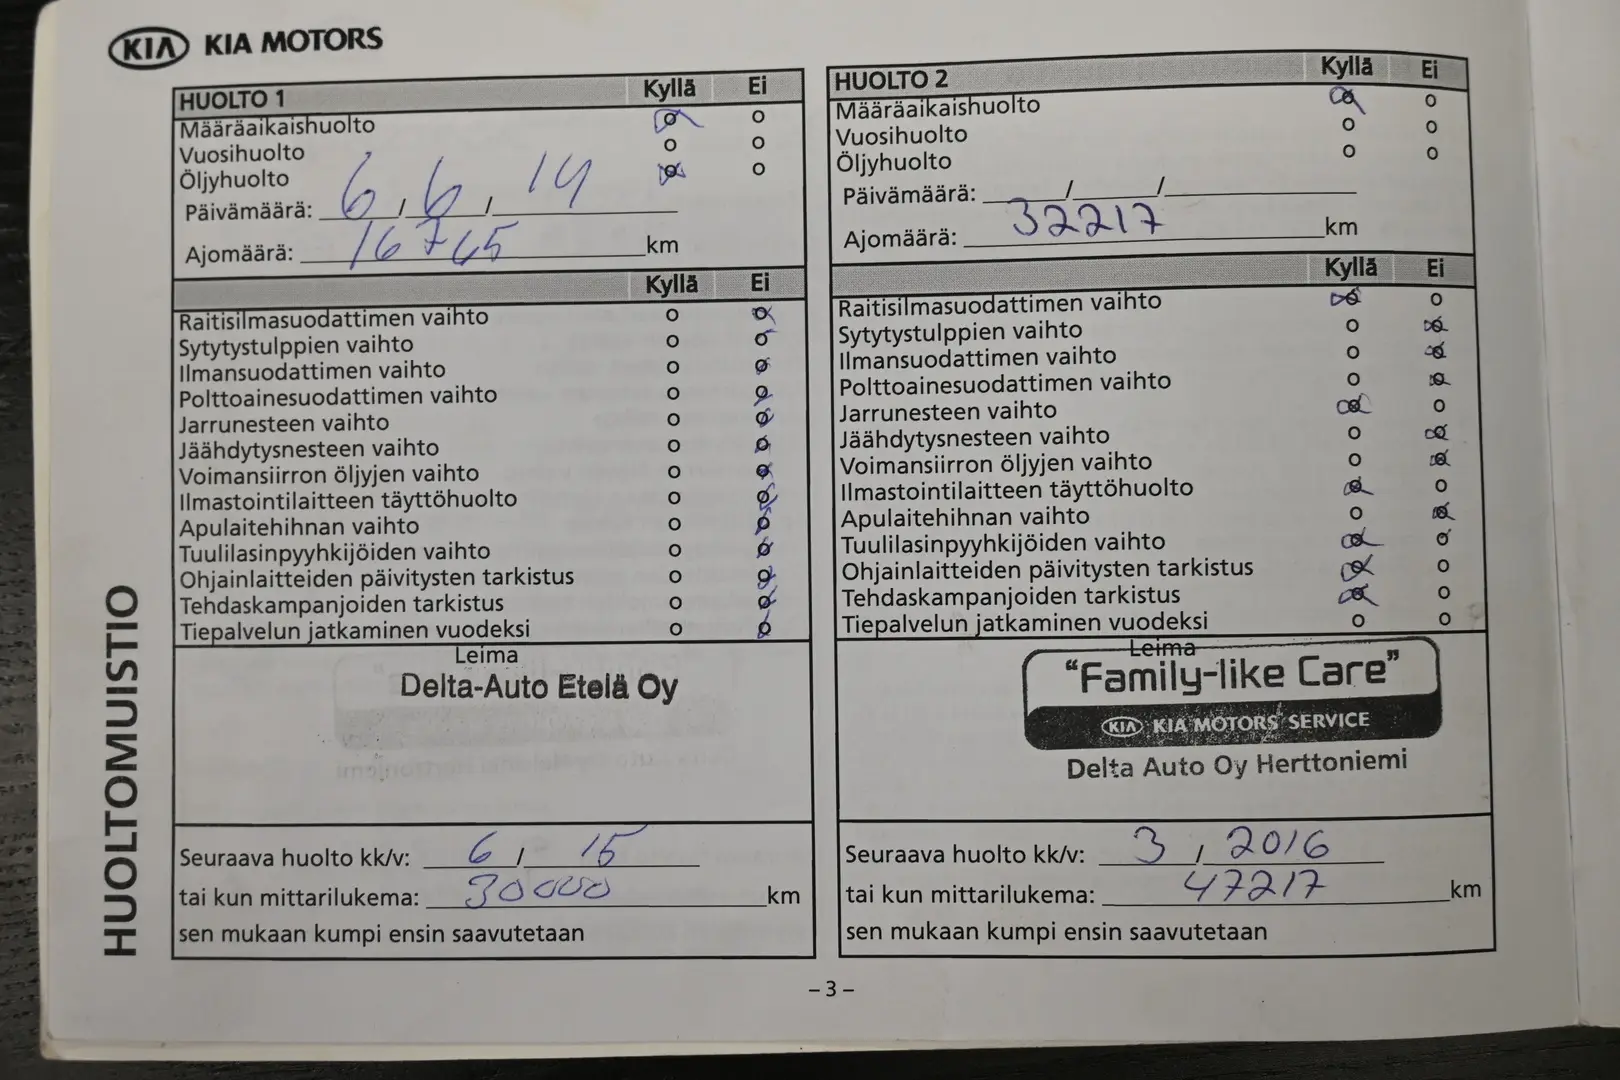 KIA KIA MOTORS
HUOLTOMUISTIO
HUOLTO 1 Kyllä Ei
Määräaikaishuolto
Vuosihuolto
Öljyhuolto
Päivämäärä: 6 / 6 / 14
Ajomäärä: 16765 km
Kyllä Ei
Raitisilmasuodattimen vaihto
Sytytystulppien vaihto
Ilmansuodattimen vaihto
Polttoainesuodattimen vaihto
Jarrunesteen vaihto
Jäähdytysnesteen vaihto
Voimansiirron öljyjen vaihto
Ilmastointilaitteen täyttöhuolto
Apulaitehihnan vaihto
Tuulilasinpyyhkijöiden vaihto
Ohjainlaitteiden päivitysten tarkistus
Tehdaskampanjoiden tarkistus
Tiepalvelun jatkaminen vuodeksi
Leima
Delta-Auto Etelä Oy
Seuraava huolto kk/v: 6 / 15
tai kun mittarilukema: 30000 km
sen mukaan kumpi ensin saavutetaan
HUOLTO 2 Kyllä Ei
Määräaikaishuolto
Vuosihuolto
Öljyhuolto
Päivämäärä: / /
Ajomäärä: 32217 km
Kyllä Ei
Raitisilmasuodattimen vaihto
Sytytystulppien vaihto
Ilmansuodattimen vaihto
Polttoainesuodattimen vaihto
Jarrunesteen vaihto
Jäähdytysnesteen vaihto
Voimansiirron öljyjen vaihto
Ilmastointilaitteen täyttöhuolto
Apulaitehihnan vaihto
Tuulilasinpyyhkijöiden vaihto
Ohjainlaitteiden päivitysten tarkistus
Tehdaskampanjoiden tarkistus
Tiepalvelun jatkaminen vuodeksi
Leima
"Family-like Care"
KIA KIA MOTORS SERVICE
Delta Auto Oy Herttoniemi
Seuraava huolto kk/v: 3 / 2016
tai kun mittarilukema: 47217 km
sen mukaan kumpi ensin saavutetaan
- 3 -